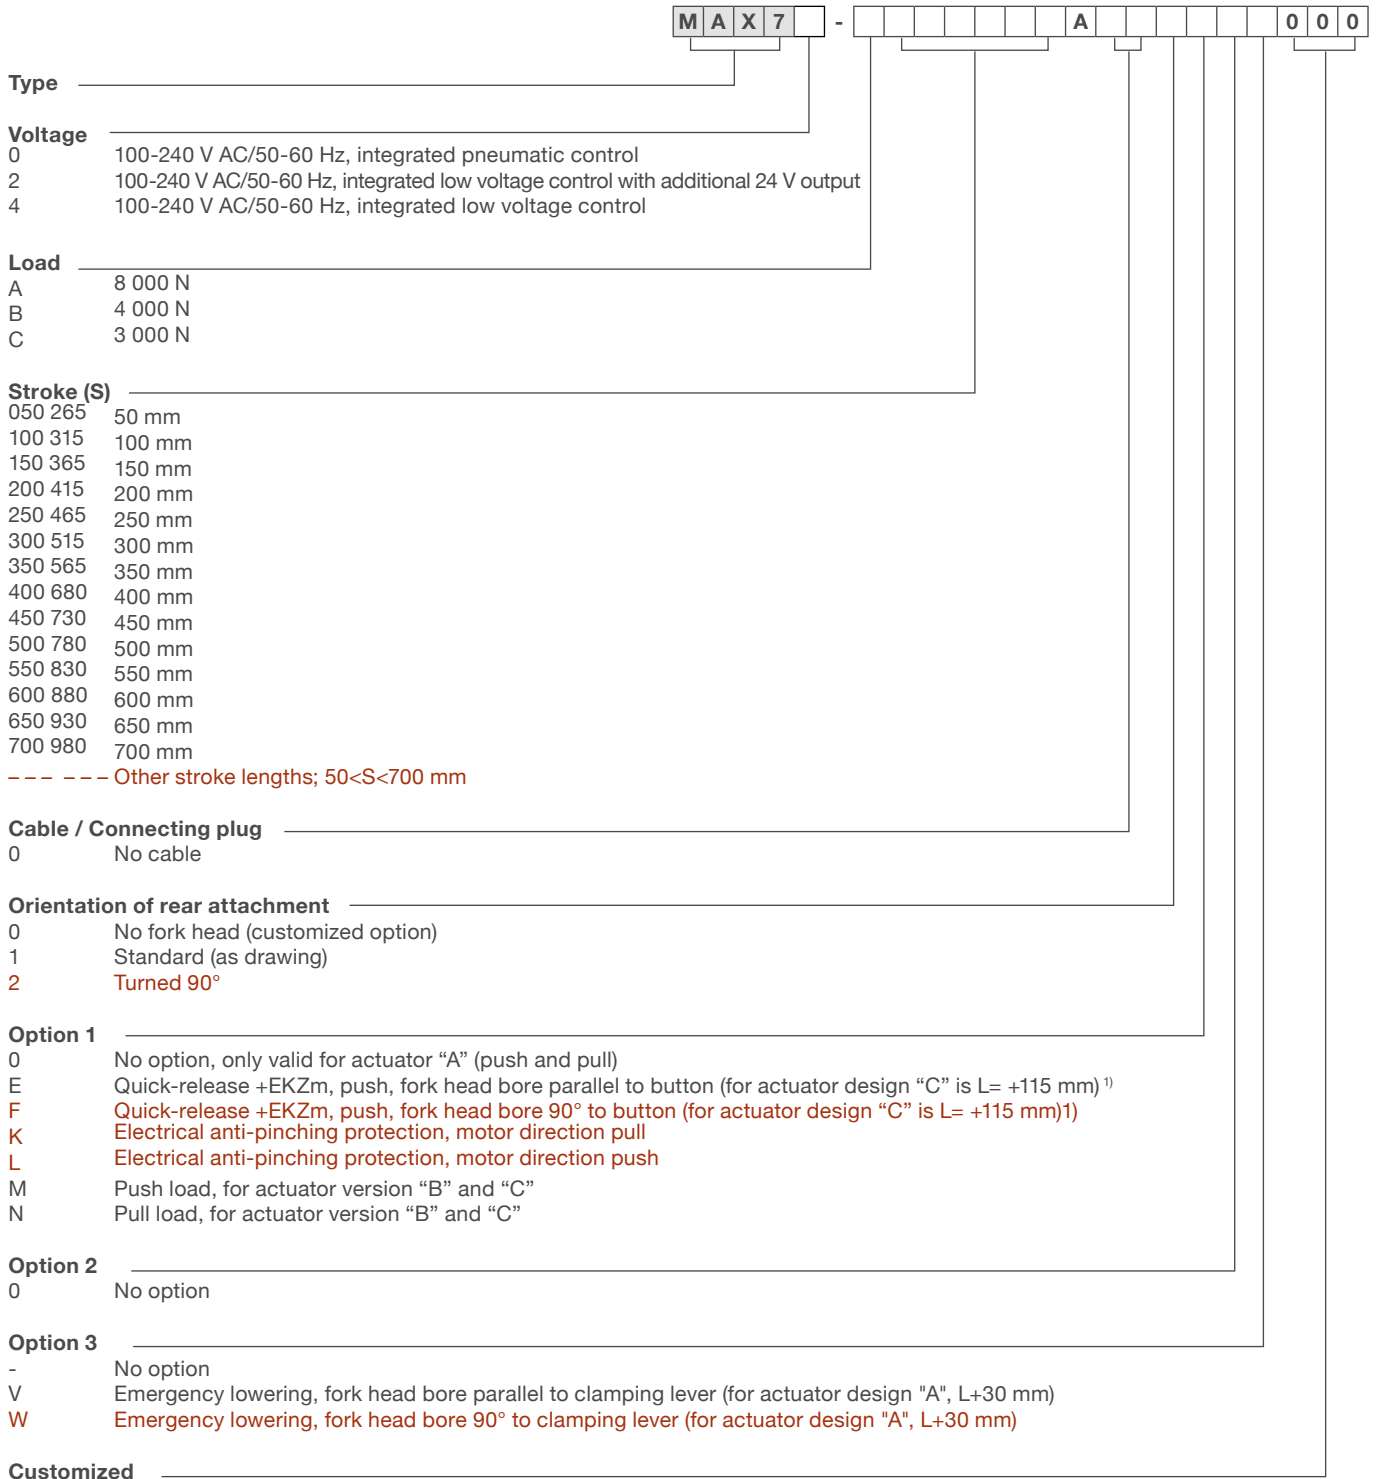 MAX7 - A 000
Type
Voltage
0 100-240 V AC/50-60 Hz, integrated pneumatic control
2 100-240 V AC/50-60 Hz, integrated low voltage control with additional 24 V output
4 100-240 V AC/50-60 Hz, integrated low voltage control
Load
A 8 000 N
B 4 000 N
C 3 000 N
Stroke (S)
050 265 50 mm
100 315 100 mm
150 365 150 mm
200 415 200 mm
250 465 250 mm
300 515 300 mm
350 565 350 mm
400 680 400 mm
450 730 450 mm
500 780 500 mm
550 830 550 mm
600 880 600 mm
650 930 650 mm
700 980 700 mm
– – – – – – Other stroke lengths; 50<S<700 mm
Cable / Connecting plug
0 No cable
Orientation of rear attachment
0 No fork head (customized option)
1 Standard (as drawing)
2 Turned 90°
Option 1
0 No option, only valid for actuator “A” (push and pull)
E Quick-release +EKZm, push, fork head bore parallel to button (for actuator design “C” is L= +115 mm) 1)
F Quick-release +EKZm, push, fork head bore 90° to button (for actuator design “C” is L= +115 mm)1)
K Electrical anti-pinching protection, motor direction pull
L Electrical anti-pinching protection, motor direction push
M Push load, for actuator version “B” and “C”
N Pull load, for actuator version “B” and “C”
Option 2
0 No option
Option 3
- No option
V Emergency lowering, fork head bore parallel to clamping lever (for actuator design "A", L+30 mm)
W Emergency lowering, fork head bore 90° to clamping lever (for actuator design "A", L+30 mm)
Customized